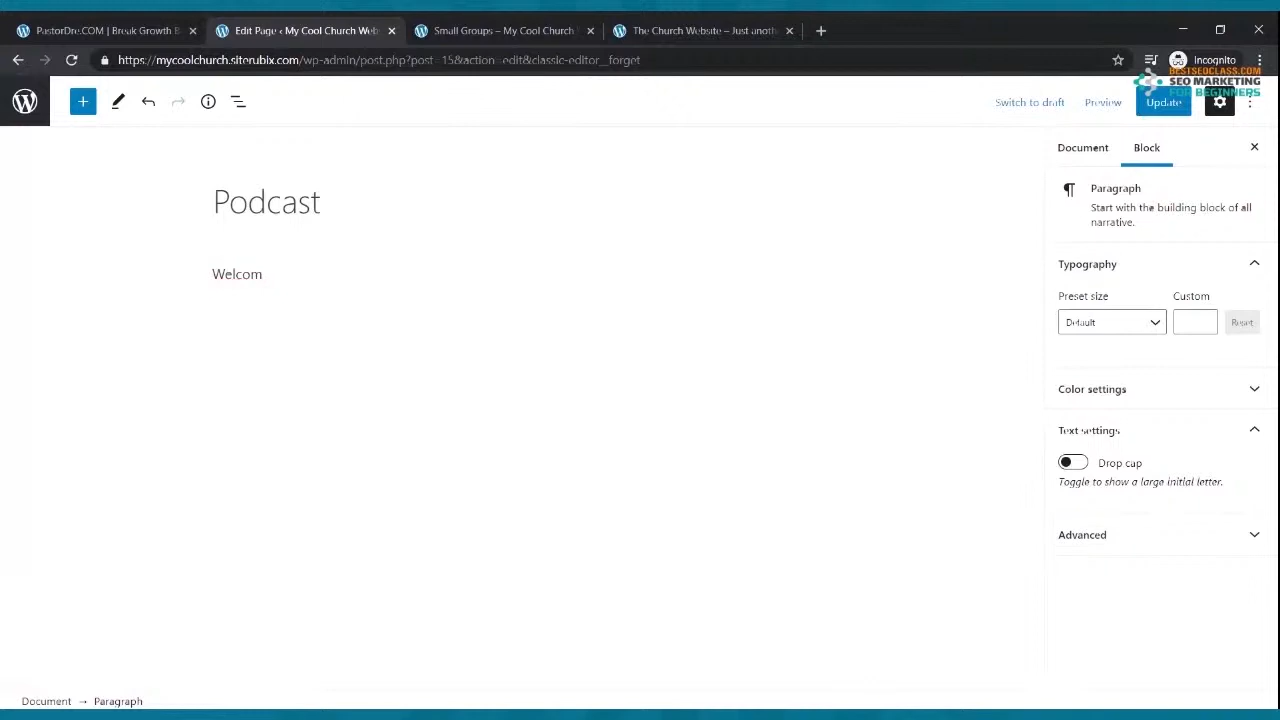 PastorDre.COM | Break Growth B
Edit Page ‹ My Cool Church Web
Small Groups – My Cool Church
The Church Website – Just anoth
https://mycoolchurch.siterubix.com/wp-admin/post.php?post=15&action=edit&classic-editor__forget
Incognito
BESTSEOCLASS.COM
SEO MARKETING
FOR BEGINNERS
Switch to draft
Preview
Update
Document
Block
Podcast
Paragraph
Start with the building block of all
narrative.
Welcom
Typography
Preset size
Custom
Default
Reset
Color settings
Text settings
Drop cap
Toggle to show a large initial letter.
Advanced
Document → Paragraph